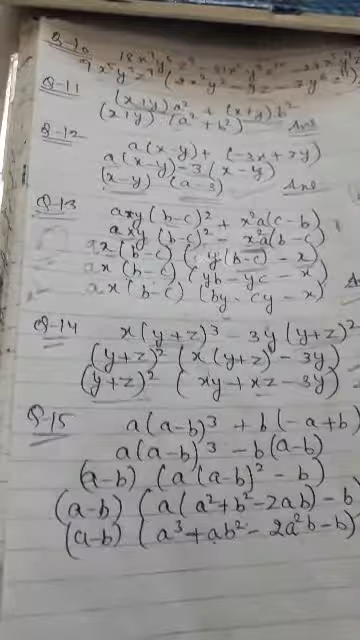 Q-10
Q-11
(x+y)a² + (x+y)b²
(x+y) (a² + b²) Ans
Q-12
a(x-y) + (-3x+3y)
a(x-y) - 3(x-y)
(x-y) (a-3) Ans
Q-13
axy(b-c)² + x²a(c-b)
axy(b-c)² - x²a(b-c)
ax(b-c) (y(b-c) - x)
ax(b-c) (yb - yc - x)
ax(b-c) (by - cy - x)
Q-14
x(y+z)³ - 3y(y+z)²
(y+z)² (x(y+z) - 3y)
(y+z)² (xy + xz - 3y)
Q-15
a(a-b)³ + b(-a+b)
a(a-b)³ - b(a-b)
(a-b) (a(a-b)² - b)
(a-b) (a(a²+b²-2ab) - b
(a-b) (a³ + ab² - 2a²b - b)